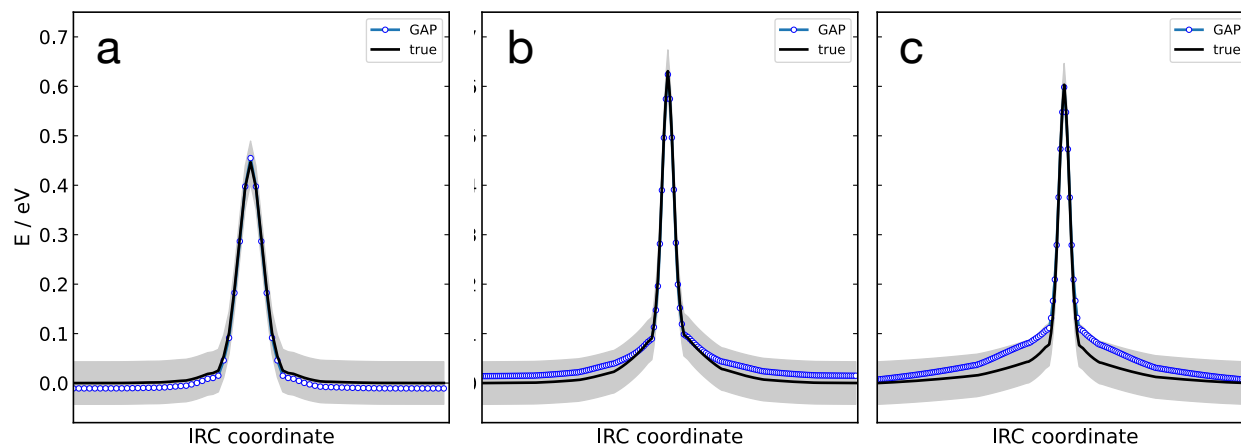 a
GAP
true
b
GAP
true
c
GAP
true
0.7
0.6
0.5
0.4
0.3
0.2
0.1
0.0
E / eV
IRC coordinate
IRC coordinate
IRC coordinate